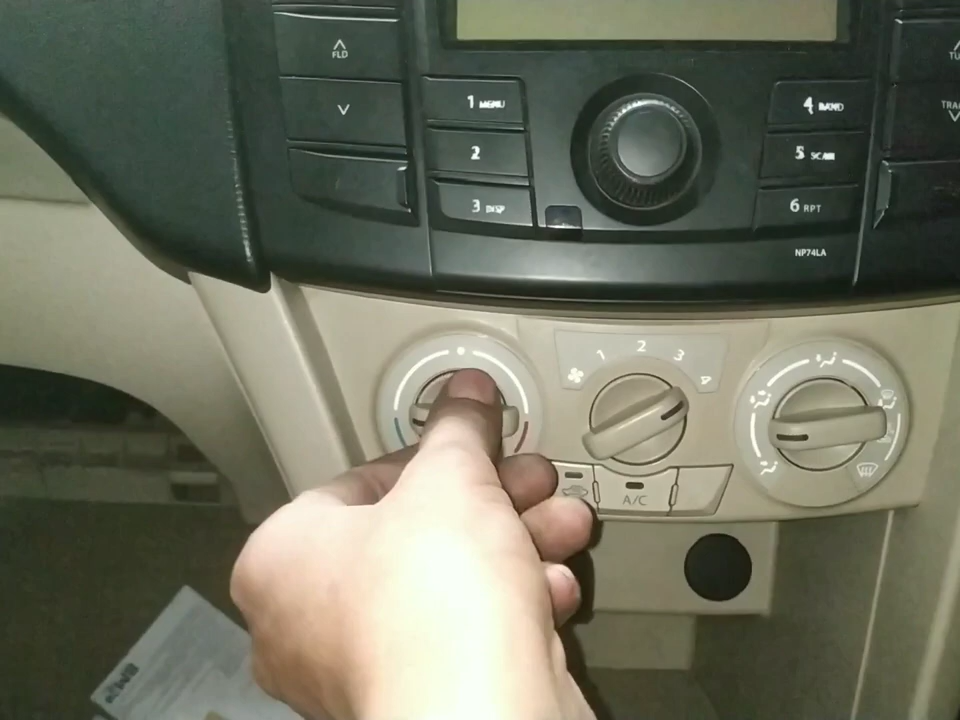 FLD
1 MENU
2
3 DISP
4 BAND
5 SCAN
6 RPT
NP74LA
1 2 3 4
A/C